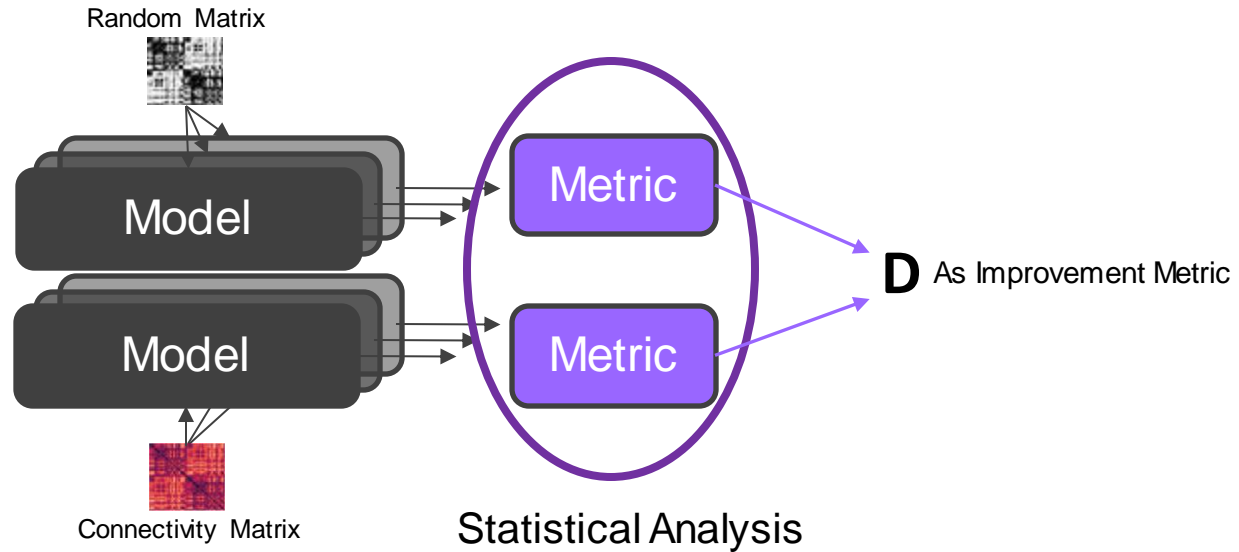 Random Matrix
Model
Metric
D As Improvement Metric
Model
Metric
Connectivity Matrix
Statistical Analysis